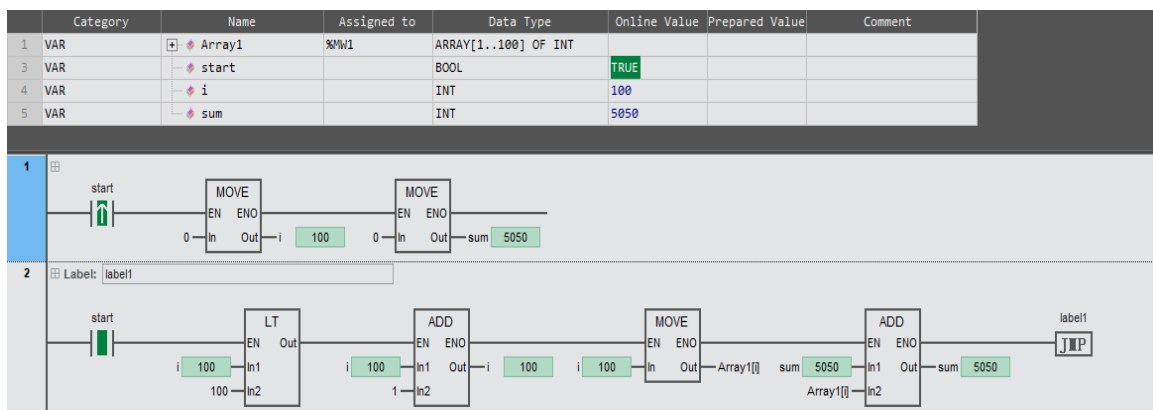 Category Name Assigned to Data Type Online Value Prepared Value Comment
1 VAR Array1 %MW1 ARRAY[1..100] OF INT
3 VAR start BOOL TRUE
4 VAR i INT 100
5 VAR sum INT 5050
1
start MOVE MOVE
EN ENO EN ENO
0 In Out i 100 0 In Out sum 5050
2 Label: label1
start LT ADD MOVE ADD label1
EN Out EN ENO EN ENO EN ENO JMP
i 100 In1 i 100 In1 Out i 100 i 100 In Out Array1[i] sum 5050 In1 Out sum 5050
100 In2 1 In2 Array1[i] In2